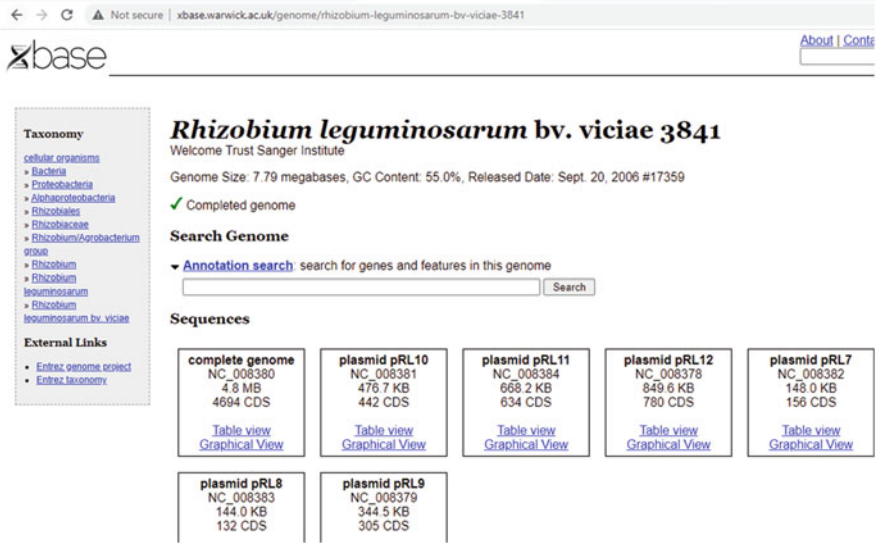 Not secure | xbase.warwick.ac.uk/genome/rhizobium-leguminosarum-bv-viciae-3841
About |
xbase
Taxonomy
cellular organisms
» Bacteria
» Proteobacteria
» Alphaproteobacteria
» Rhizobiales
» Rhizobiaceae
» Rhizobium/Agrobacterium
group
» Rhizobium
» Rhizobium
leguminosarum
» Rhizobium
leguminosarum bv. viciae
External Links
• Entrez genome project
• Entrez taxonomy
Rhizobium leguminosarum bv. viciae 3841
Welcome Trust Sanger Institute
Genome Size: 7.79 megabases, GC Content: 55.0%, Released Date: Sept. 20, 2006 #17359
✓ Completed genome
Search Genome
Annotation search: search for genes and features in this genome
Search
Sequences
complete genome
NC_008380
4.8 MB
4694 CDS
Table view
Graphical View
plasmid pRL10
NC_008381
476.7 KB
442 CDS
Table view
Graphical View
plasmid pRL11
NC_008384
668.2 KB
634 CDS
Table view
Graphical View
plasmid pRL12
NC_008378
849.6 KB
780 CDS
Table view
Graphical View
plasmid pRL7
NC_008382
148.0 KB
156 CDS
Table view
Graphical View
plasmid pRL8
NC_008383
144.0 KB
132 CDS
plasmid pRL9
NC_008379
344.5 KB
305 CDS